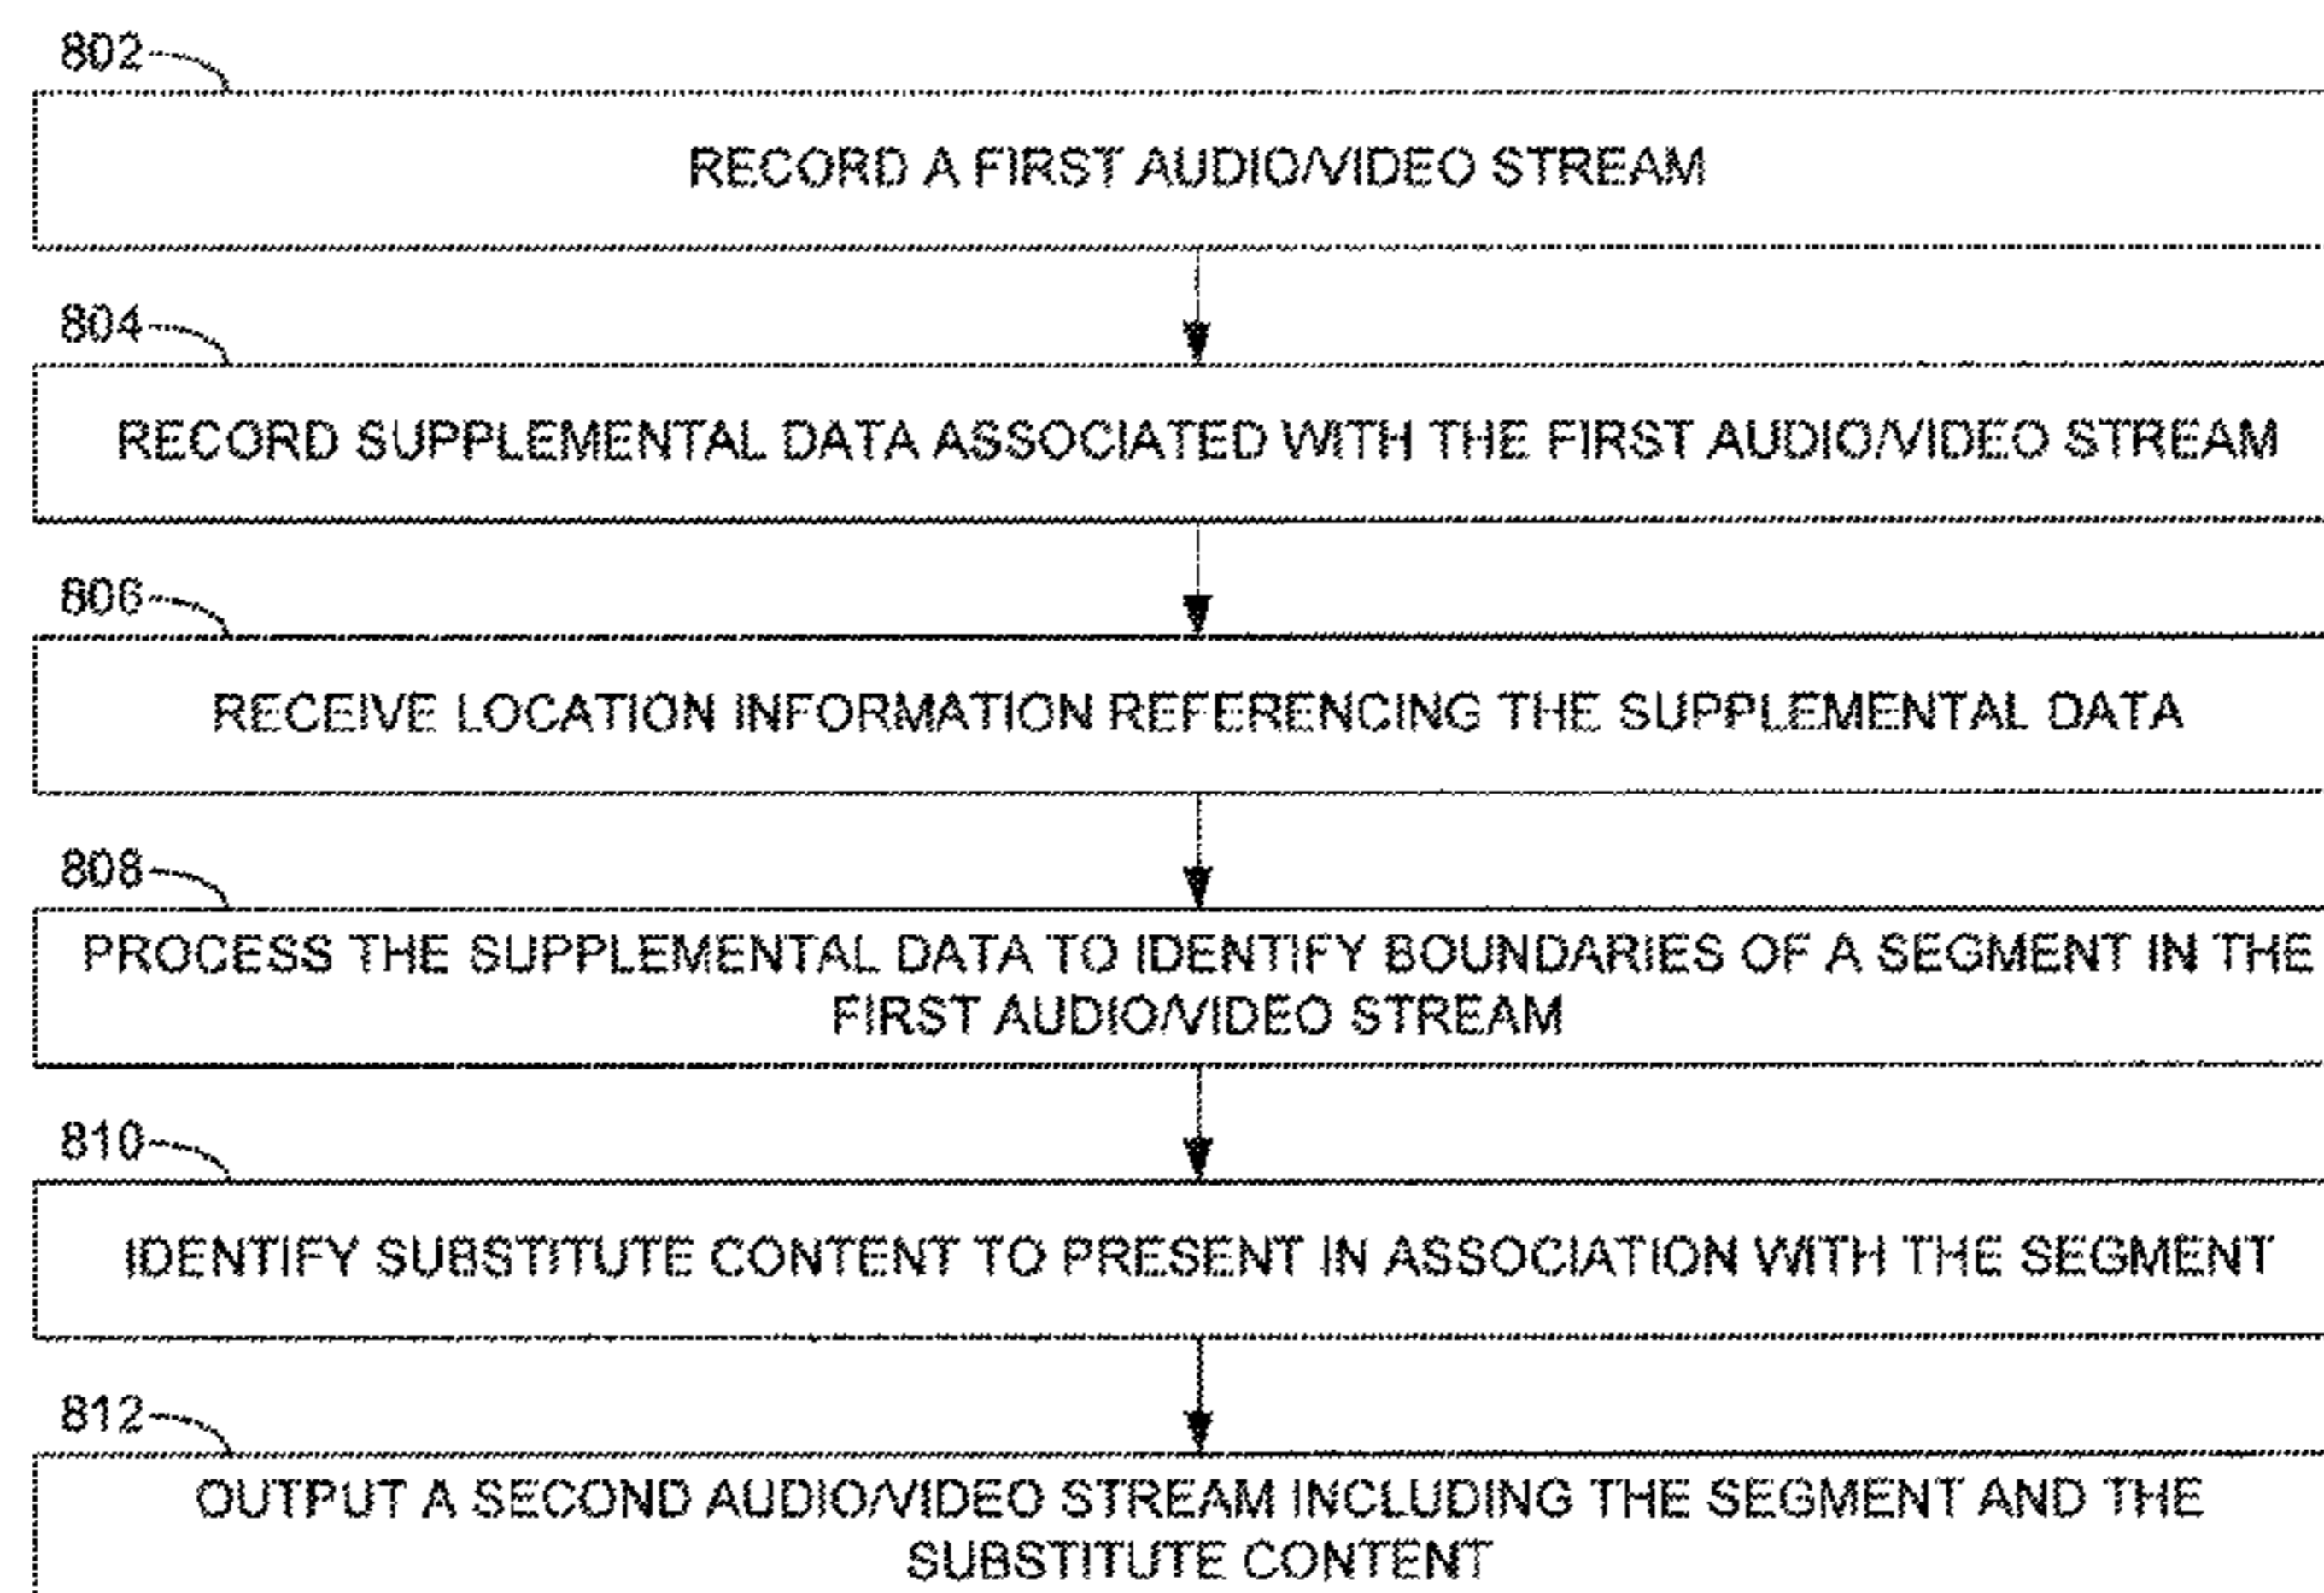 802
RECORD A FIRST AUDIO/VIDEO STREAM
804
RECORD SUPPLEMENTAL DATA ASSOCIATED WITH THE FIRST AUDIO/VIDEO STREAM
806
RECEIVE LOCATION INFORMATION REFERENCING THE SUPPLEMENTAL DATA
808
PROCESS THE SUPPLEMENTAL DATA TO IDENTIFY BOUNDARIES OF A SEGMENT IN THE
FIRST AUDIO/VIDEO STREAM
810
IDENTIFY SUBSTITUTE CONTENT TO PRESENT IN ASSOCIATION WITH THE SEGMENT
812
OUTPUT A SECOND AUDIO/VIDEO STREAM INCLUDING THE SEGMENT AND THE
SUBSTITUTE CONTENT